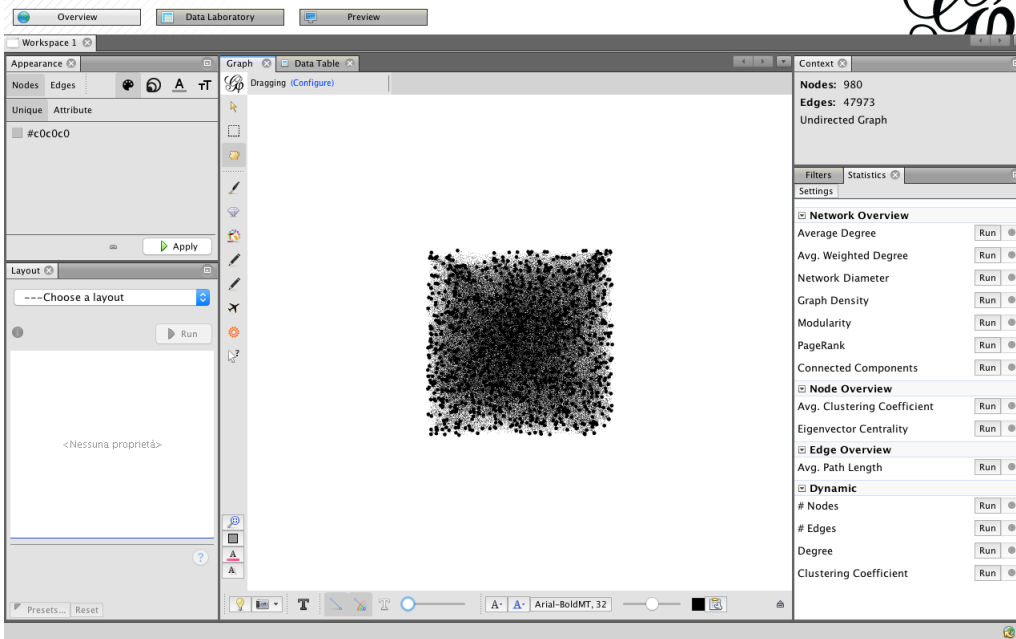 Overview
Data Laboratory
Preview
Workspace 1
Appearance
Nodes Edges
A
TT
Unique Attribute
#c0c0c0
Apply
Layout
---Choose a layout
Run
<Nessuna proprietà>
?
Presets... Reset
Graph
Data Table
Dragging (Configure)
?
A
A
T
T
A- A- Arial-BoldMT, 32
Context
Nodes: 980
Edges: 47973
Undirected Graph
Filters Statistics
Settings
Network Overview
Average Degree Run
Avg. Weighted Degree Run
Network Diameter Run
Graph Density Run
Modularity Run
PageRank Run
Connected Components Run
Node Overview
Avg. Clustering Coefficient Run
Eigenvector Centrality Run
Edge Overview
Avg. Path Length Run
Dynamic
# Nodes Run
# Edges Run
Degree Run
Clustering Coefficient Run